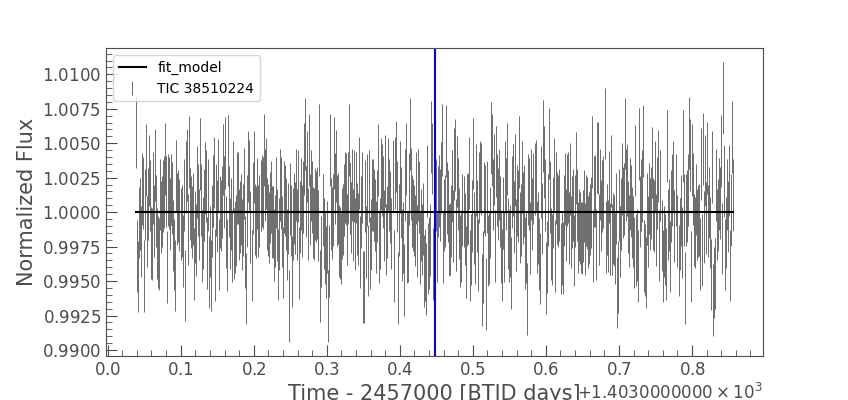 fit_model
TIC 38510224
Normalized Flux
1.0100
1.0075
1.0050
1.0025
1.0000
0.9975
0.9950
0.9925
0.9900
0.0 0.1 0.2 0.3 0.4 0.5 0.6 0.7 0.8
Time - 2457000 [BTJD days]
+1.4030000000 × 10³